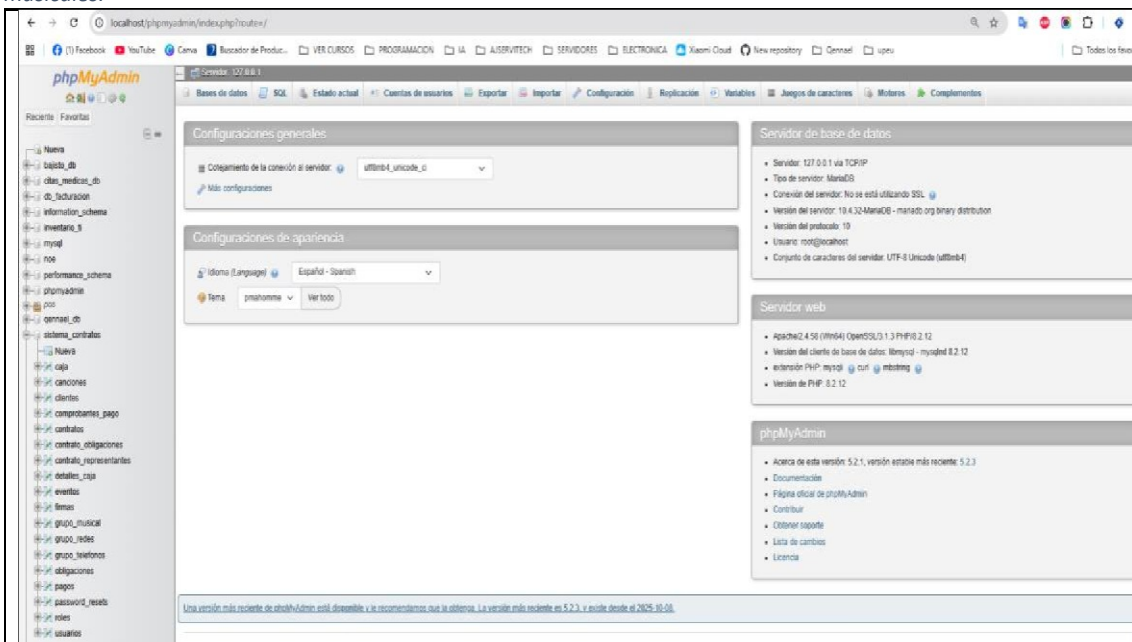 localhost/phpmyadmin/index.php?route=/
(1) Facebook YouTube Canva Buscador de Produc... VER CURSOS PROGRAMACION IA AJSERVITECH SERVIDORES ELECTRONICA Xiaomi Cloud New repository Qennael upeu Todos los favo
phpMyAdmin
Reciente Favoritas
Nueva
bajista_db
citas_medicas_db
db_facturacion
information_schema
inventario_ti
mysql
noe
performance_schema
phpmyadmin
pos
qennael_db
sistema_contratos
Nueva
caja
canciones
clientes
comprobantes_pago
contratos
contrato_obligaciones
contrato_representantes
detalles_caja
eventos
firmas
grupo_musical
grupo_redes
grupo_telefonos
obligaciones
pagos
password_resets
roles
usuarios
Servidor: 127.0.0.1
Bases de datos SQL Estado actual Cuentas de usuarios Exportar Importar Configuración Replicación Variables Juegos de caracteres Motores Complementos
Configuraciones generales
Cotejamiento de la conexión al servidor: utf8mb4_unicode_ci
Más configuraciones
Configuraciones de apariencia
Idioma (Language) Español - Spanish
Tema pmahomme Ver todo
Servidor de base de datos
Servidor: 127.0.0.1 via TCP/IP
Tipo de servidor: MariaDB
Conexión del servidor: No se está utilizando SSL
Versión del servidor: 10.4.32-MariaDB - mariadb.org binary distribution
Versión del protocolo: 10
Usuario: root@localhost
Conjunto de caracteres del servidor: UTF-8 Unicode (utf8mb4)
Servidor web
Apache/2.4.58 (Win64) OpenSSL/3.1.3 PHP/8.2.12
Versión del cliente de base de datos: libmysql - mysqlnd 8.2.12
extensión PHP: mysqli curl mbstring
Versión de PHP: 8.2.12
phpMyAdmin
Acerca de esta versión: 5.2.1, versión estable más reciente: 5.2.3
Documentación
Página oficial de phpMyAdmin
Contribuir
Obtener soporte
Lista de cambios
Licencia
Una versión más reciente de phpMyAdmin está disponible y le recomendamos que la obtenga. La versión más reciente es 5.2.3, y existe desde el 2025-10-08.